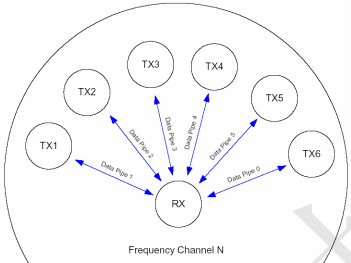 TX3
TX4
TX2
TX5
TX1
TX6
Data Pipe 1
Data Pipe 2
Data Pipe 3
Data Pipe 4
Data Pipe 5
Data Pipe 0
RX
Frequency Channel N